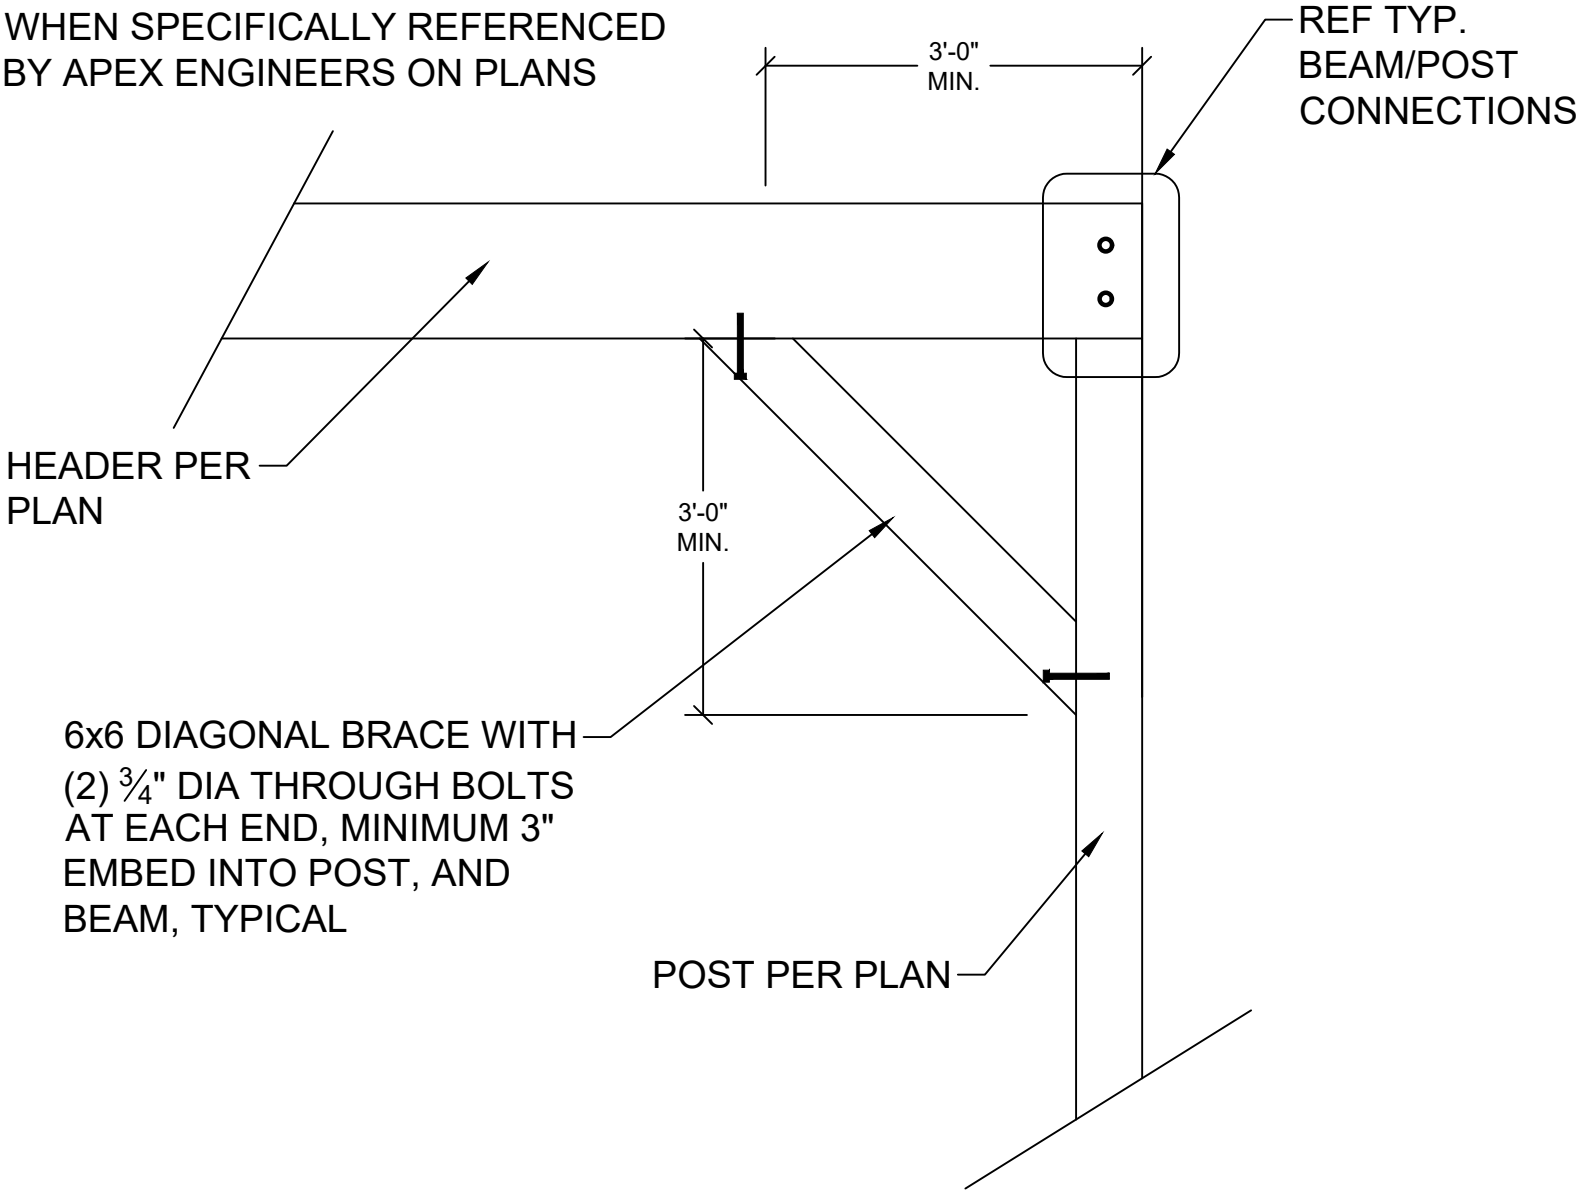 WHEN SPECIFICALLY REFERENCED
BY APEX ENGINEERS ON PLANS
3'-0"
MIN.
REF TYP.
BEAM/POST
CONNECTIONS
HEADER PER
PLAN
3'-0"
MIN.
6x6 DIAGONAL BRACE WITH
(2) ¾" DIA THROUGH BOLTS
AT EACH END, MINIMUM 3"
EMBED INTO POST, AND
BEAM, TYPICAL
POST PER PLAN